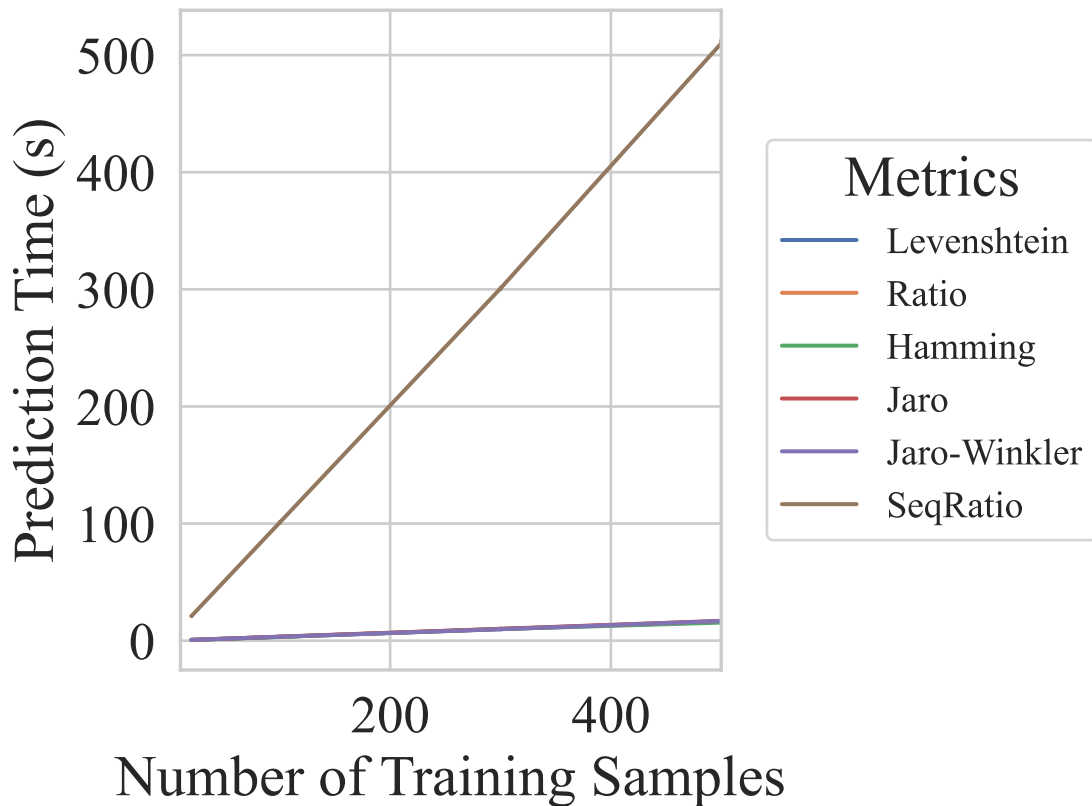 500
400
300
200
100
0
Prediction Time (s)
200 400
Number of Training Samples
Metrics
Levenshtein
Ratio
Hamming
Jaro
Jaro-Winkler
SeqRatio